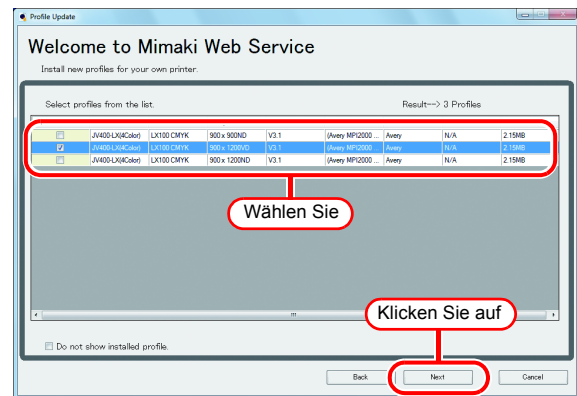 Profile Update
Welcome to Mimaki Web Service
Install new profiles for your own printer.
Select profiles from the list. Result--> 3 Profiles
JV400-LX(4Color) LX100 CMYK 900 x 900ND V3.1 (Avery MPI2000 ... Avery N/A 2.15MB
JV400-LX(4Color) LX100 CMYK 900 x 1200VD V3.1 (Avery MPI2000 ... Avery N/A 2.15MB
JV400-LX(4Color) LX100 CMYK 900 x 1200ND V3.1 (Avery MPI2000 ... Avery N/A 2.15MB
Wählen Sie
Klicken Sie auf
Do not show installed profile.
Back Next Cancel